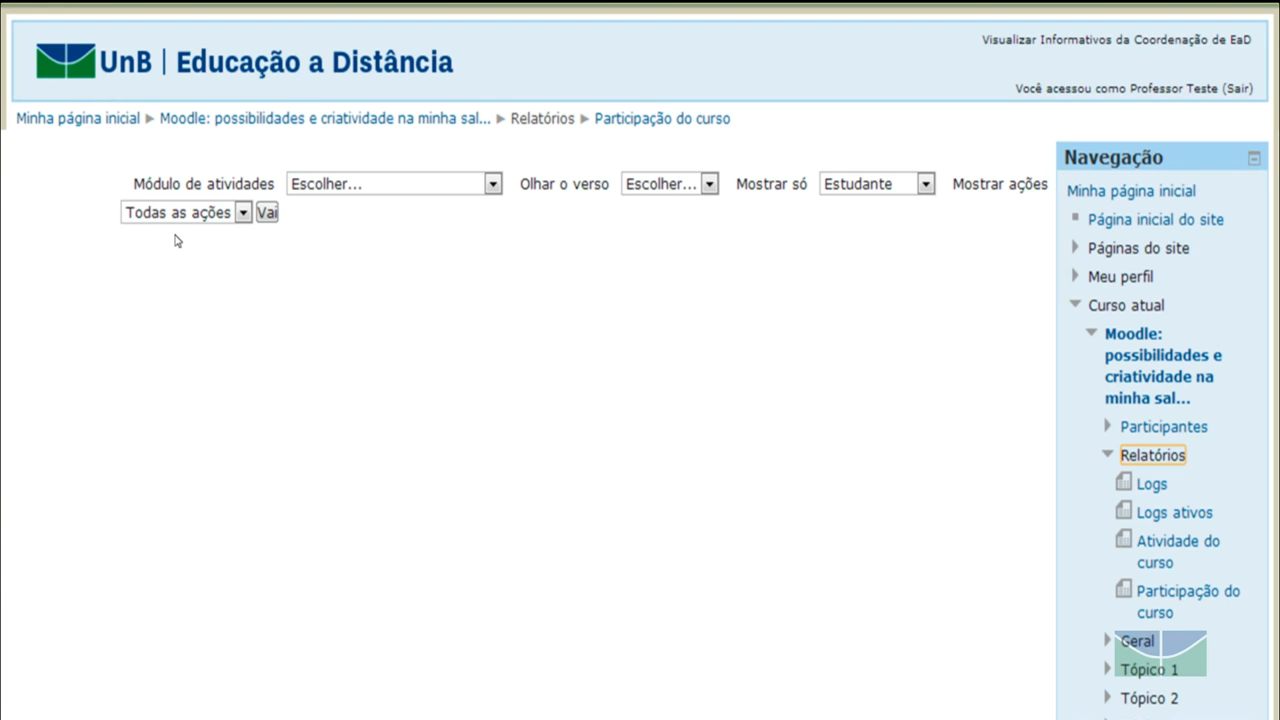 UnB | Educação a Distância
Visualizar Informativos da Coordenação de EaD
Você acessou como Professor Teste (Sair)
Minha página inicial ▶ Moodle: possibilidades e criatividade na minha sal... ▶ Relatórios ▶ Participação do curso
Módulo de atividades Escolher... Olhar o verso Escolher... Mostrar só Estudante Mostrar ações
Todas as ações Vai
Navegação
Minha página inicial
Página inicial do site
Páginas do site
Meu perfil
Curso atual
Moodle:
possibilidades e
criatividade na
minha sal...
Participantes
Relatórios
Logs
Logs ativos
Atividade do
curso
Participação do
curso
Geral
Tópico 1
Tópico 2